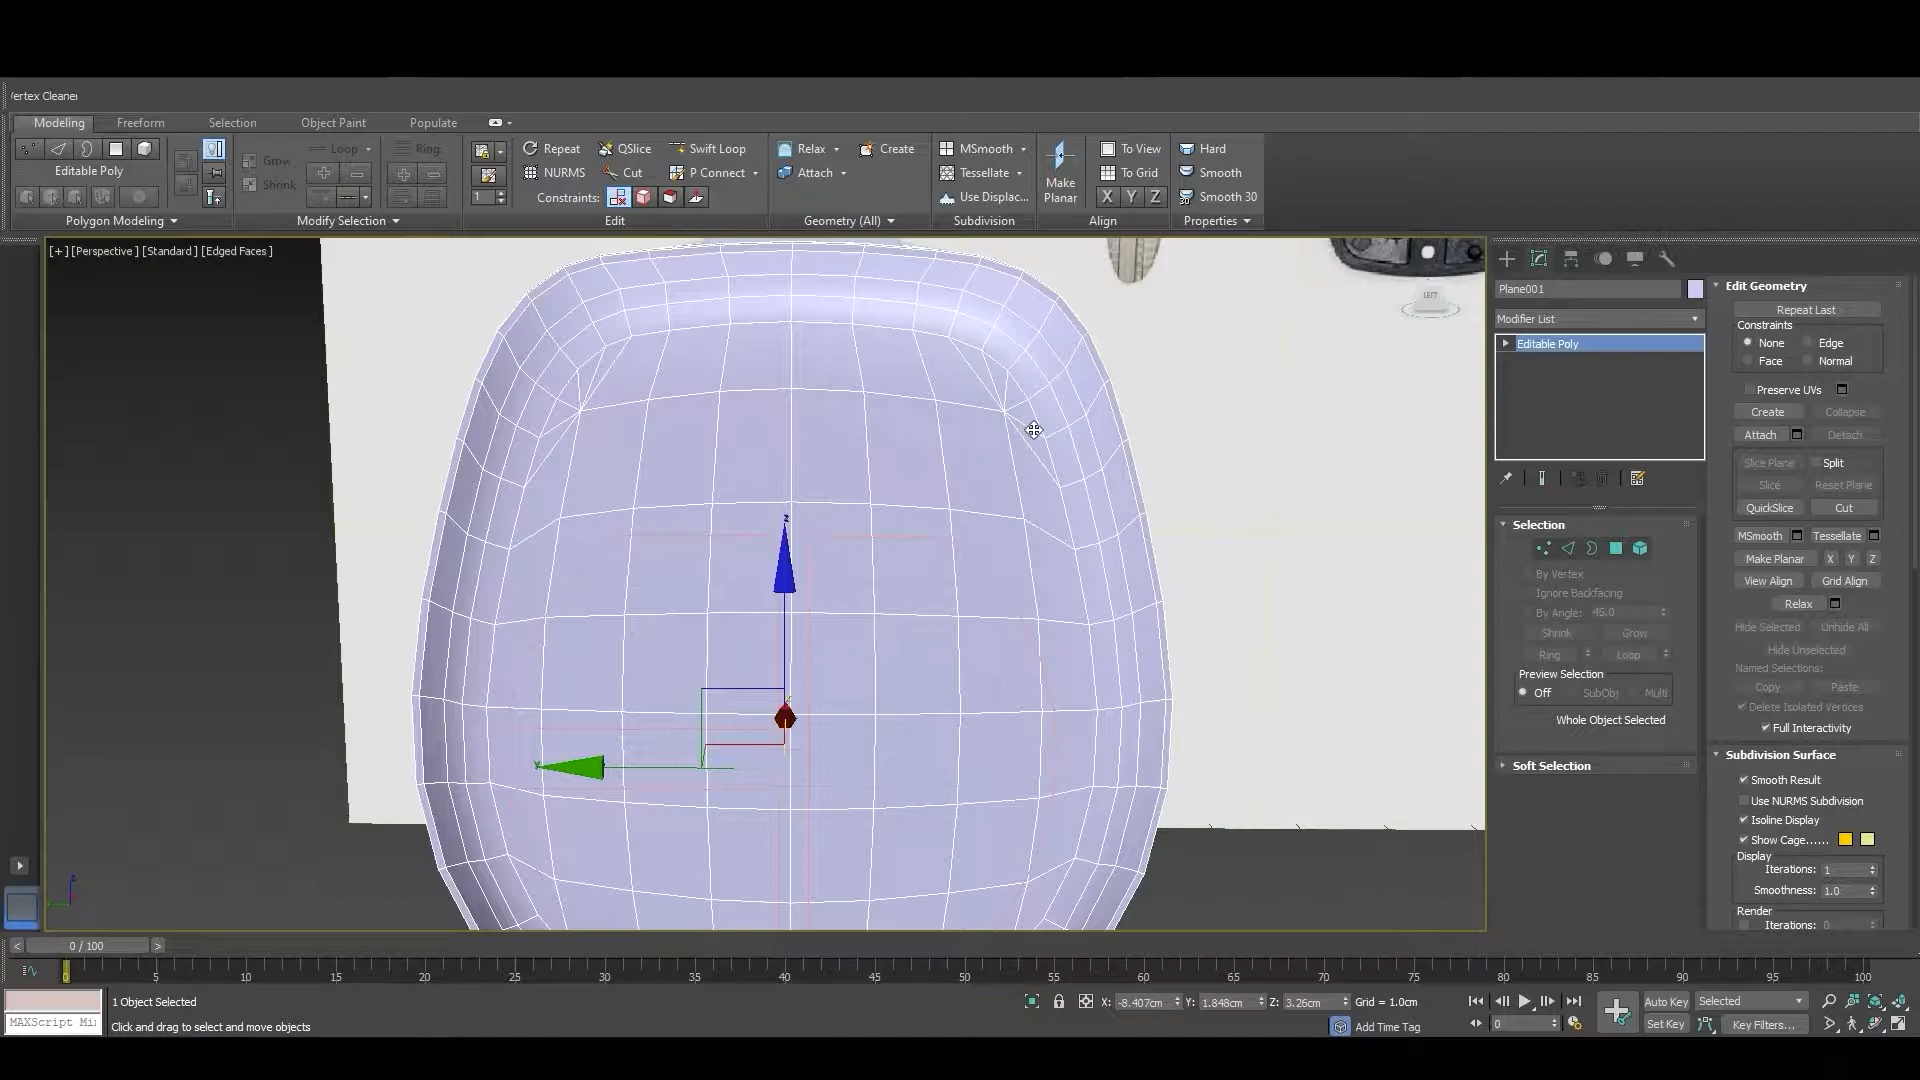 Vertex Cleaner
Modeling Freeform Selection Object Paint Populate
Loop Ring: Repeat QSlice Swift Loop Relax Create MSmooth To View Hard
Grow
Editable Poly Shrink NURMS Cut P Connect Attach Tessellate Make Planar To Grid Smooth
1 Constraints: Use Displac... X Y Z Smooth 30
Polygon Modeling Modify Selection Edit Geometry (All) Subdivision Align Properties
[+] [Perspective] [Standard] [Edged Faces]
LEFT
z
y
Plane001
Modifier List
Editable Poly
Selection
By Vertex
Ignore Backfacing
By Angle: 45.0
Shrink Grow
Ring Loop
Preview Selection
Off SubObj Multi
Whole Object Selected
Soft Selection
Edit Geometry
Repeat Last
Constraints
None Edge
Face Normal
Preserve UVs
Create Collapse
Attach Detach
Slice Plane Split
Slice Reset Plane
QuickSlice Cut
MSmooth Tessellate
Make Planar X Y Z
View Align Grid Align
Relax
Hide Selected Unhide All
Hide Unselected
Named Selections:
Copy Paste
Delete Isolated Vertices
Full Interactivity
Subdivision Surface
Smooth Result
Use NURMS Subdivision
Isoline Display
Show Cage......
Display
Iterations: 1
Smoothness: 1.0
Render
Iterations: 0
< 0 / 100 >
0 5 10 15 20 25 30 35 40 45 50 55 60 65 70 75 80 85 90 95 100
1 Object Selected X: -8.407cm Y: 1.848cm Z: 3.26cm Grid = 1.0cm Auto Key Selected
MAXScript Mi Click and drag to select and move objects Add Time Tag 0 Set Key Key Filters...